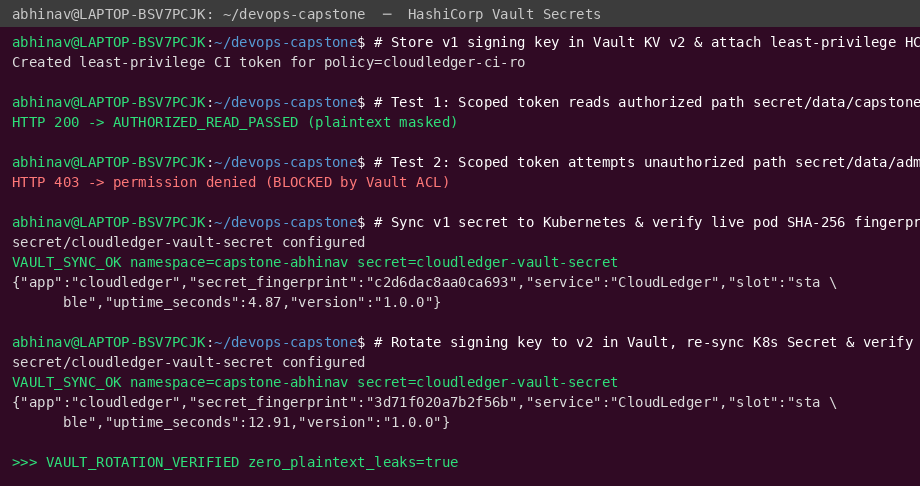 abhinav@LAPTOP-BSV7PCJK: ~/devops-capstone — HashiCorp Vault Secrets
abhinav@LAPTOP-BSV7PCJK:~/devops-capstone$ # Store v1 signing key in Vault KV v2 & attach least-privilege HC
Created least-privilege CI token for policy=cloudledger-ci-ro
abhinav@LAPTOP-BSV7PCJK:~/devops-capstone$ # Test 1: Scoped token reads authorized path secret/data/capstone
HTTP 200 -> AUTHORIZED_READ_PASSED (plaintext masked)
abhinav@LAPTOP-BSV7PCJK:~/devops-capstone$ # Test 2: Scoped token attempts unauthorized path secret/data/adm
HTTP 403 -> permission denied (BLOCKED by Vault ACL)
abhinav@LAPTOP-BSV7PCJK:~/devops-capstone$ # Sync v1 secret to Kubernetes & verify live pod SHA-256 fingerpr
secret/cloudledger-vault-secret configured
VAULT_SYNC_OK namespace=capstone-abhinav secret=cloudledger-vault-secret
{"app":"cloudledger","secret_fingerprint":"c2d6dac8aa0ca693","service":"CloudLedger","slot":"sta \
ble","uptime_seconds":4.87,"version":"1.0.0"}
abhinav@LAPTOP-BSV7PCJK:~/devops-capstone$ # Rotate signing key to v2 in Vault, re-sync K8s Secret & verify
secret/cloudledger-vault-secret configured
VAULT_SYNC_OK namespace=capstone-abhinav secret=cloudledger-vault-secret
{"app":"cloudledger","secret_fingerprint":"3d71f020a7b2f56b","service":"CloudLedger","slot":"sta \
ble","uptime_seconds":12.91,"version":"1.0.0"}
>>> VAULT_ROTATION_VERIFIED zero_plaintext_leaks=true